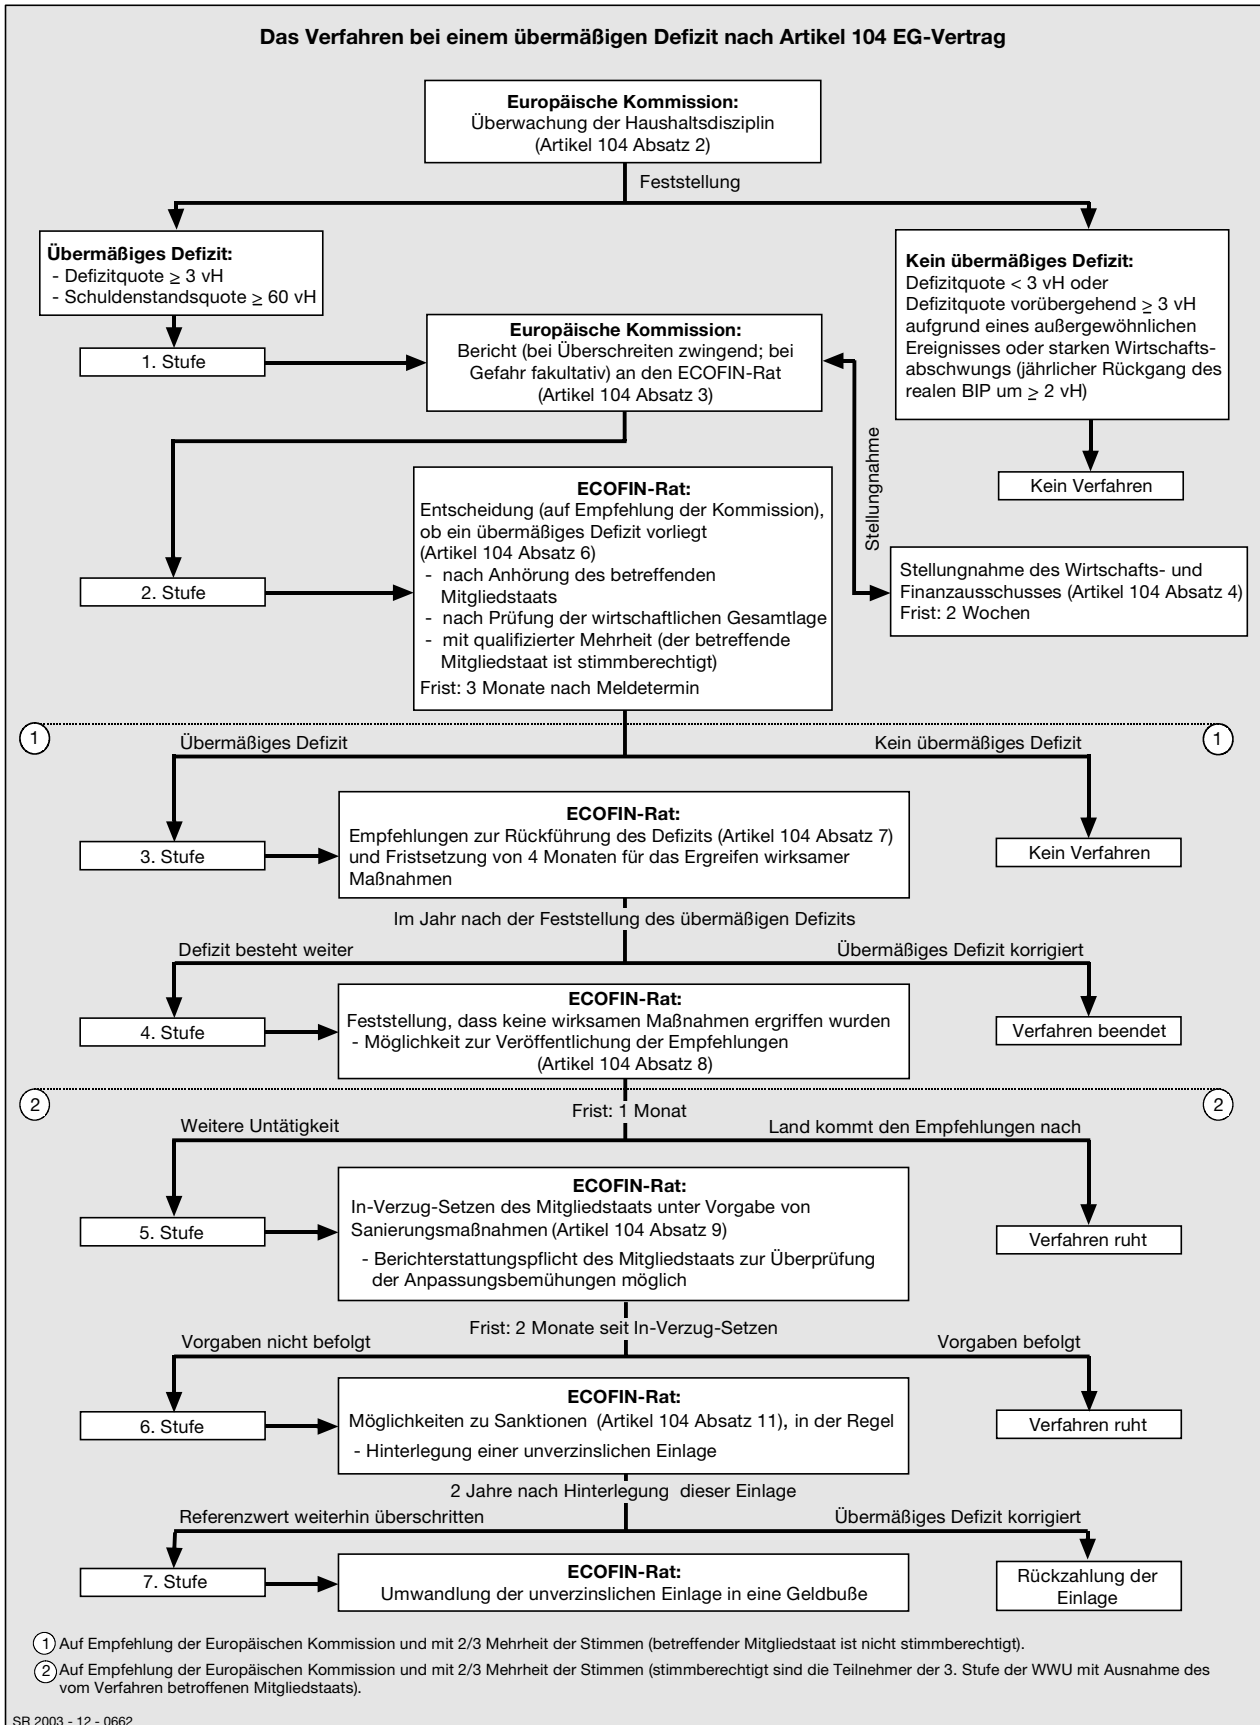 Das Verfahren bei einem übermäßigen Defizit nach Artikel 104 EG-Vertrag
Europäische Kommission:
Überwachung der Haushaltsdisziplin
(Artikel 104 Absatz 2)
Feststellung
Übermäßiges Defizit:
- Defizitquote ≥ 3 vH
- Schuldenstandsquote ≥ 60 vH
Kein übermäßiges Defizit:
Defizitquote < 3 vH oder
Defizitquote vorübergehend ≥ 3 vH
aufgrund eines außergewöhnlichen
Ereignisses oder starken Wirtschafts-
abschwungs (jährlicher Rückgang des
realen BIP um ≥ 2 vH)
1. Stufe
Europäische Kommission:
Bericht (bei Überschreiten zwingend; bei
Gefahr fakultativ) an den ECOFIN-Rat
(Artikel 104 Absatz 3)
Stellungnahme
Kein Verfahren
2. Stufe
ECOFIN-Rat:
Entscheidung (auf Empfehlung der Kommission),
ob ein übermäßiges Defizit vorliegt
(Artikel 104 Absatz 6)
- nach Anhörung des betreffenden
Mitgliedstaats
- nach Prüfung der wirtschaftlichen Gesamtlage
- mit qualifizierter Mehrheit (der betreffende
Mitgliedstaat ist stimmberechtigt)
Frist: 3 Monate nach Meldetermin
Stellungnahme des Wirtschafts- und
Finanzausschusses (Artikel 104 Absatz 4)
Frist: 2 Wochen
1
1
Übermäßiges Defizit
Kein übermäßiges Defizit
3. Stufe
ECOFIN-Rat:
Empfehlungen zur Rückführung des Defizits (Artikel 104 Absatz 7)
und Fristsetzung von 4 Monaten für das Ergreifen wirksamer
Maßnahmen
Kein Verfahren
Im Jahr nach der Feststellung des übermäßigen Defizits
Defizit besteht weiter
Übermäßiges Defizit korrigiert
4. Stufe
ECOFIN-Rat:
Feststellung, dass keine wirksamen Maßnahmen ergriffen wurden
- Möglichkeit zur Veröffentlichung der Empfehlungen
(Artikel 104 Absatz 8)
Verfahren beendet
2
2
Frist: 1 Monat
Weitere Untätigkeit
Land kommt den Empfehlungen nach
5. Stufe
ECOFIN-Rat:
In-Verzug-Setzen des Mitgliedstaats unter Vorgabe von
Sanierungsmaßnahmen (Artikel 104 Absatz 9)
- Berichterstattungspflicht des Mitgliedstaats zur Überprüfung
der Anpassungsbemühungen möglich
Verfahren ruht
Frist: 2 Monate seit In-Verzug-Setzen
Vorgaben nicht befolgt
Vorgaben befolgt
6. Stufe
ECOFIN-Rat:
Möglichkeiten zu Sanktionen (Artikel 104 Absatz 11), in der Regel
- Hinterlegung einer unverzinslichen Einlage
Verfahren ruht
2 Jahre nach Hinterlegung dieser Einlage
Referenzwert weiterhin überschritten
Übermäßiges Defizit korrigiert
7. Stufe
ECOFIN-Rat:
Umwandlung der unverzinslichen Einlage in eine Geldbuße
Rückzahlung der
Einlage
1 Auf Empfehlung der Europäischen Kommission und mit 2/3 Mehrheit der Stimmen (betreffender Mitgliedstaat ist nicht stimmberechtigt).
2 Auf Empfehlung der Europäischen Kommission und mit 2/3 Mehrheit der Stimmen (stimmberechtigt sind die Teilnehmer der 3. Stufe der WWU mit Ausnahme des
vom Verfahren betroffenen Mitgliedstaats).
SR 2003 - 12 - 0662